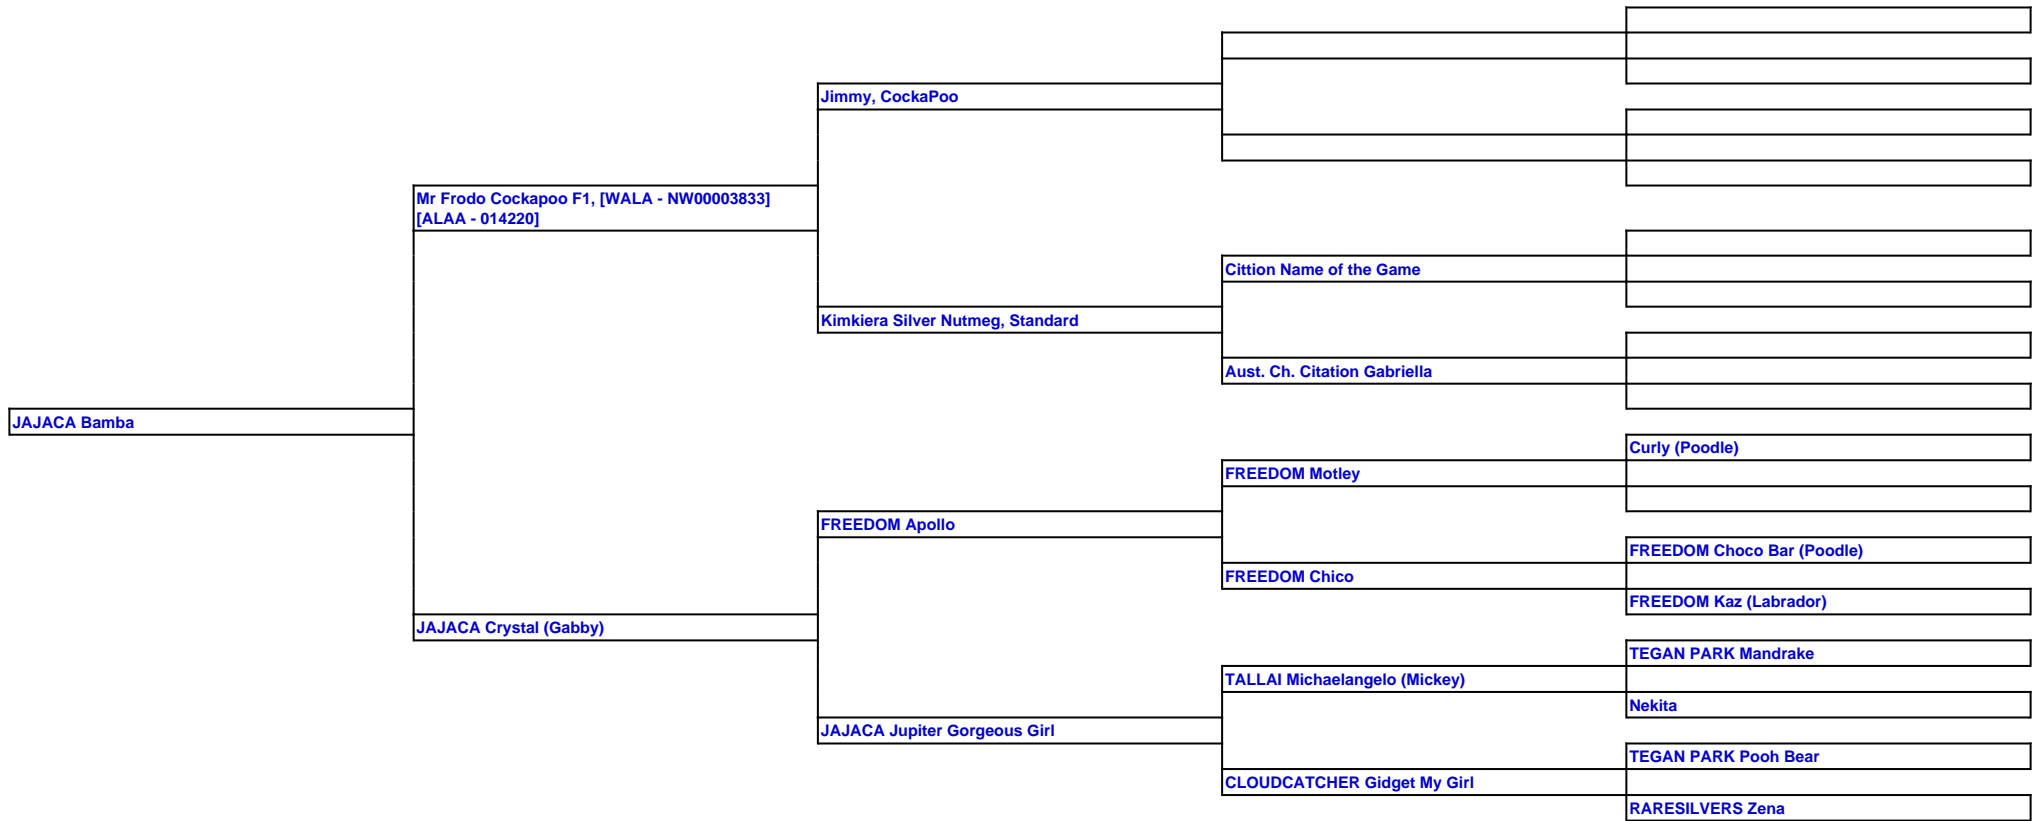 Jimmy, CockaPoo
Mr Frodo Cockapoo F1, [WALA - NW00003833]
[ALAA - 014220]
Cittion Name of the Game
Kimkiera Silver Nutmeg, Standard
Aust. Ch. Citation Gabriella
JAJACA Bamba
Curly (Poodle)
FREEDOM Motley
FREEDOM Apollo
FREEDOM Choco Bar (Poodle)
FREEDOM Chico
FREEDOM Kaz (Labrador)
JAJACA Crystal (Gabby)
TEGAN PARK Mandrake
TALLAI Michaelangelo (Mickey)
Nekita
JAJACA Jupiter Gorgeous Girl
TEGAN PARK Pooh Bear
CLOUDCATCHER Gidget My Girl
RARESILVERS Zena